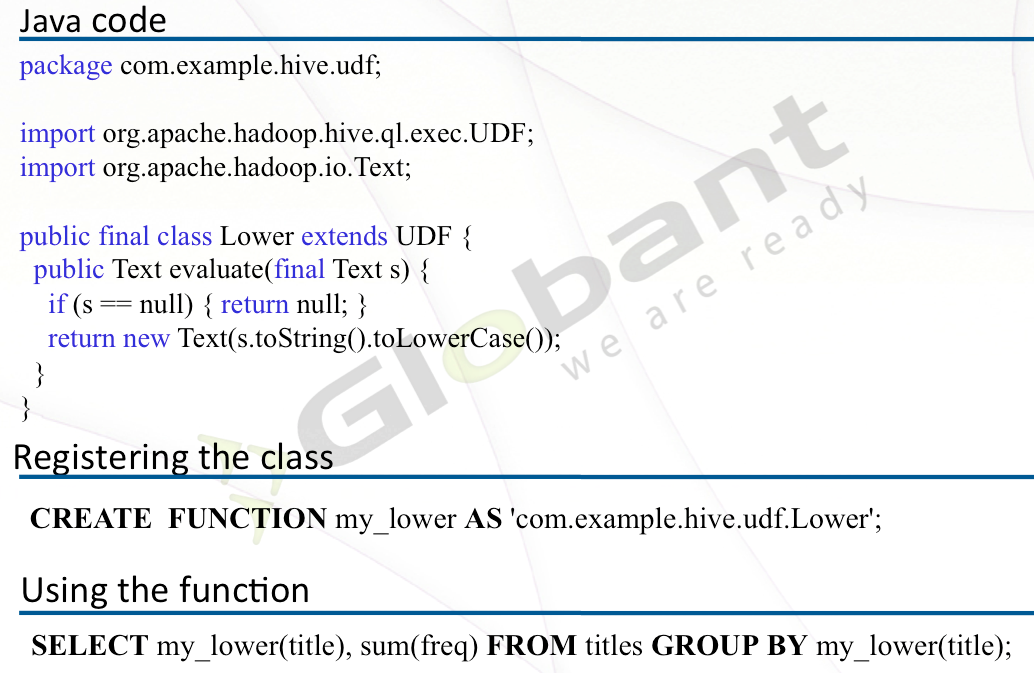 Java code
package com.example.hive.udf;
import org.apache.hadoop.hive.ql.exec.UDF;
import org.apache.hadoop.io.Text;
public final class Lower extends UDF {
public Text evaluate(final Text s) {
if (s == null) { return null; }
return new Text(s.toString().toLowerCase());
}
}
Globant
we are ready
Registering the class
CREATE FUNCTION my_lower AS 'com.example.hive.udf.Lower';
Using the function
SELECT my_lower(title), sum(freq) FROM titles GROUP BY my_lower(title);